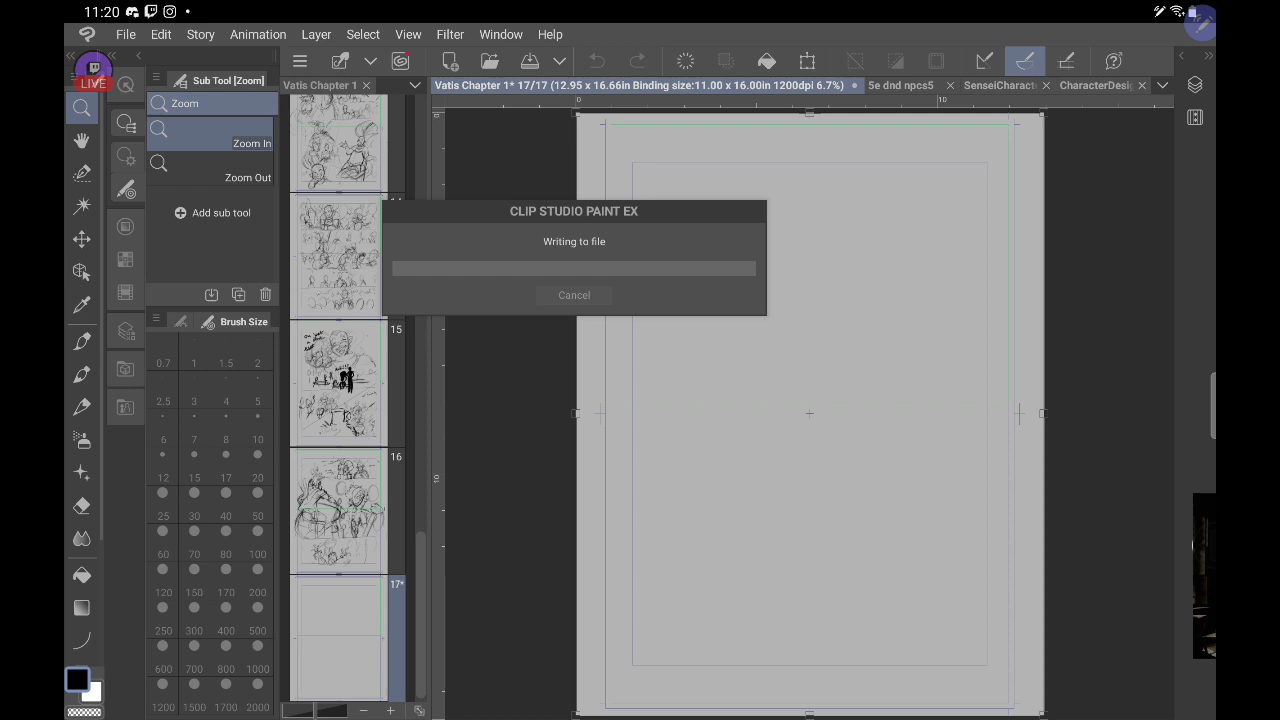 11:20
File Edit Story Animation Layer Select View Filter Window Help
LIVE
Sub Tool [Zoom]
Zoom
Zoom In
Zoom Out
Add sub tool
Brush Size
0.7 1 1.5 2
2.5 3 4 5
6 7 8 10
12 15 17 20
25 30 40 50
60 70 80 100
120 150 170 200
250 300 400 500
600 700 800 1000
1200 1500 1700 2000
Vatis Chapter 1
15
16
17*
Vatis Chapter 1* 17/17 (12.95 x 16.66in Binding size:11.00 x 16.00in 1200dpi 6.7%)
5e dnd npcs5
SenseiCharact
CharacterDesig
0 10
0
10
CLIP STUDIO PAINT EX
Writing to file
Cancel